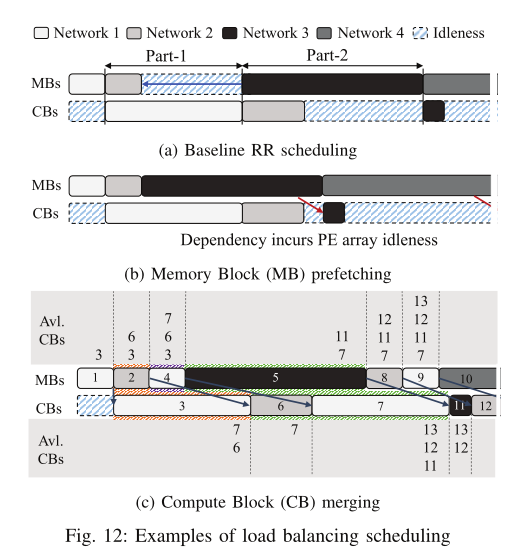 Network 1 Network 2 Network 3 Network 4 Idleness
Part-1 Part-2
MBs
CBs
(a) Baseline RR scheduling
MBs
CBs
Dependency incurs PE array idleness
(b) Memory Block (MB) prefetching
13
7 12 12
Avl. 6 6 11 11 11
CBs 3 3 3 7 7 7
MBs 1 2 4 5 8 9 10
CBs 3 6 7 11 12
Avl. 7 7 13 13
CBs 6 12 12
11
(c) Compute Block (CB) merging
Fig. 12: Examples of load balancing scheduling